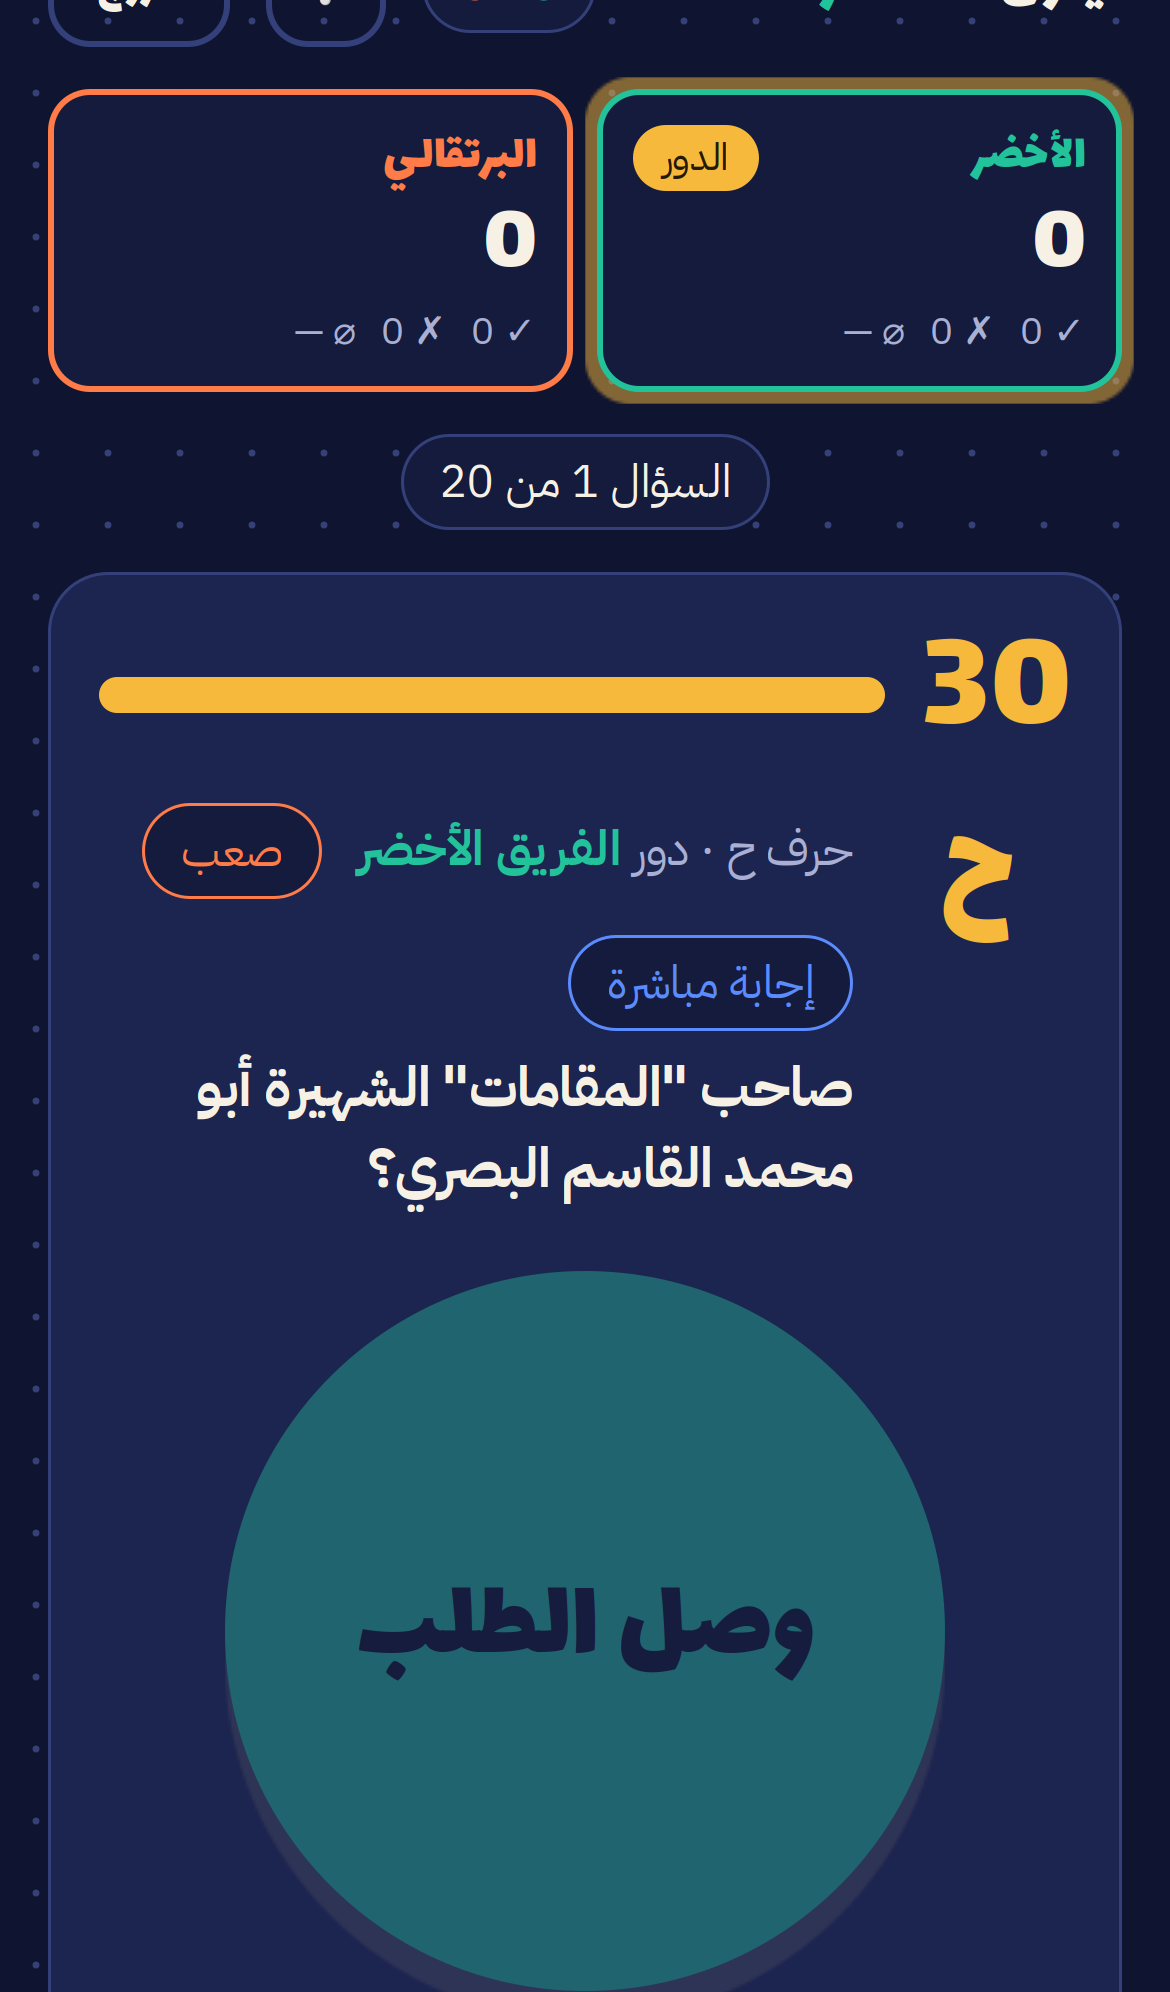 الأخضر الدور
0
✓ 0 ✗ 0 ⌀ —
البرتقالي
0
✓ 0 ✗ 0 ⌀ —
السؤال 1 من 20
30
ح
حرف ح · دور الفريق الأخضر صعب
إجابة مباشرة
صاحب "المقامات" الشهيرة أبو
محمد القاسم البصري؟
وصل الطلب